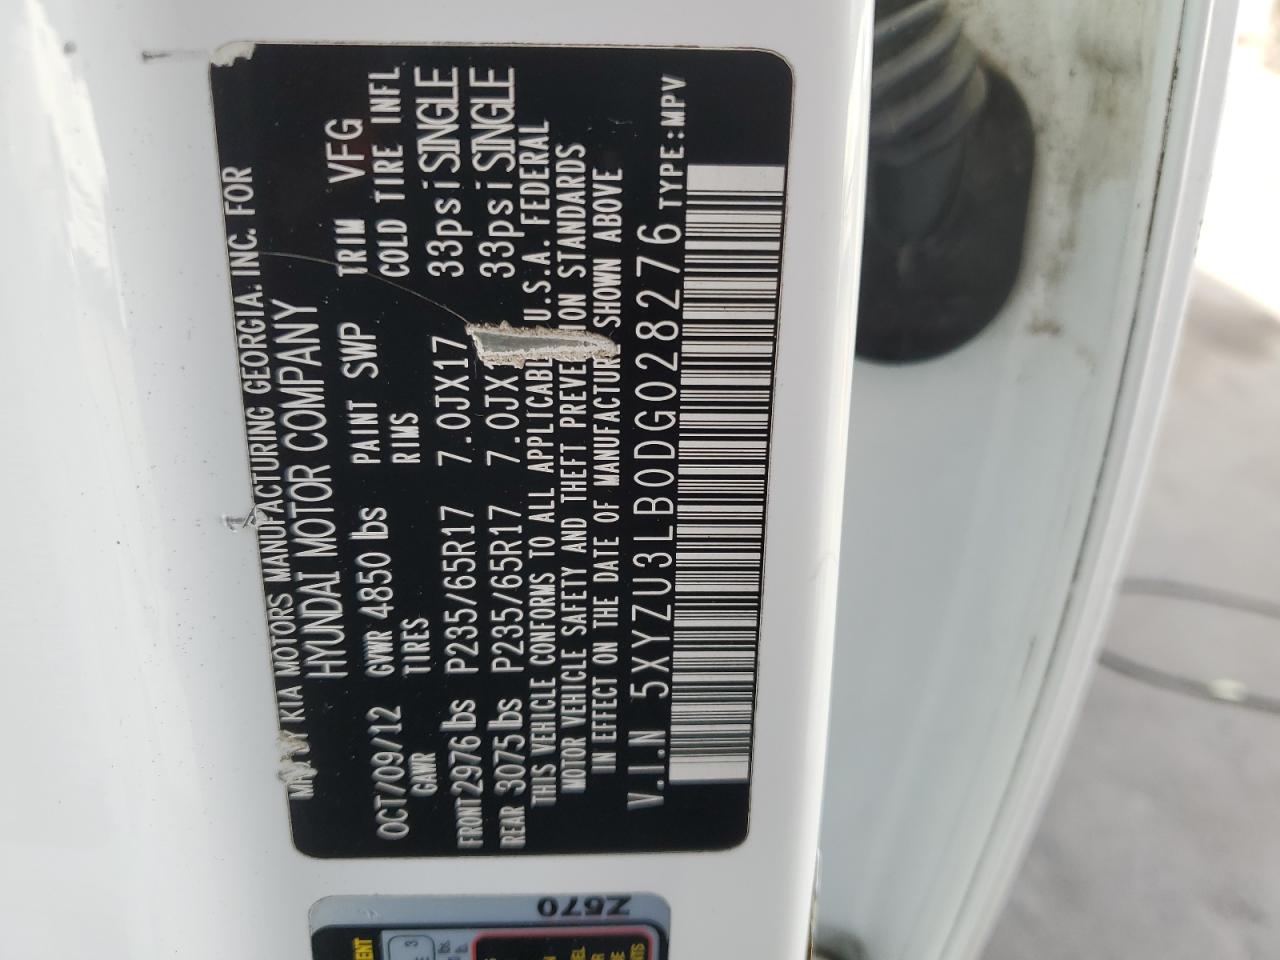 MFD BY KIA MOTORS MANUFACTURING GEORGIA. INC. FOR
HYUNDAI MOTOR COMPANY
OCT/09/12 GVWR 4850 lbs PAINT SWP TRIM VFG
GAWR TIRES RIMS COLD TIRE INFL
FRONT 2976 lbs P235/65R17 7.0JX17 33psi SINGLE
REAR 3075 lbs P235/65R17 7.0JX1 33psi SINGLE
THIS VEHICLE CONFORMS TO ALL APPLICABL U.S.A. FEDERAL
MOTOR VEHICLE SAFETY AND THEFT PREVE ION STANDARDS
IN EFFECT ON THE DATE OF MANUFACTURE SHOWN ABOVE
V.I.N 5XYZU3LB0DG028276 TYPE:MPV
Z570